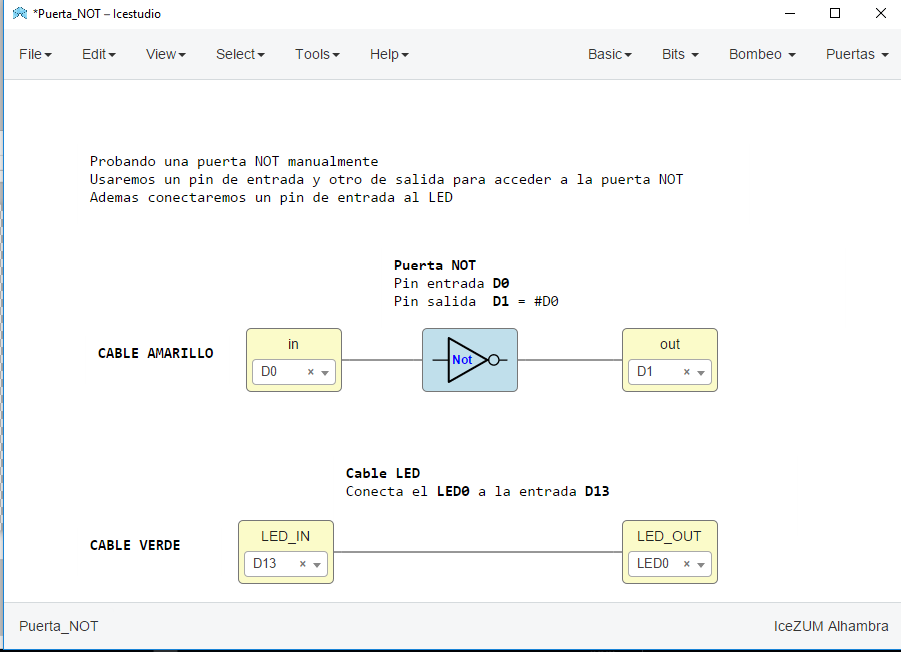 *Puerta_NOT – Icestudio
File Edit View Select Tools Help Basic Bits Bombeo Puertas
Probando una puerta NOT manualmente
Usaremos un pin de entrada y otro de salida para acceder a la puerta NOT
Ademas conectaremos un pin de entrada al LED
Puerta NOT
Pin entrada D0
Pin salida D1 = #D0
CABLE AMARILLO
in
D0 ×
Not
out
D1 ×
Cable LED
Conecta el LED0 a la entrada D13
CABLE VERDE
LED_IN
D13 ×
LED_OUT
LED0 ×
Puerta_NOT
IceZUM Alhambra